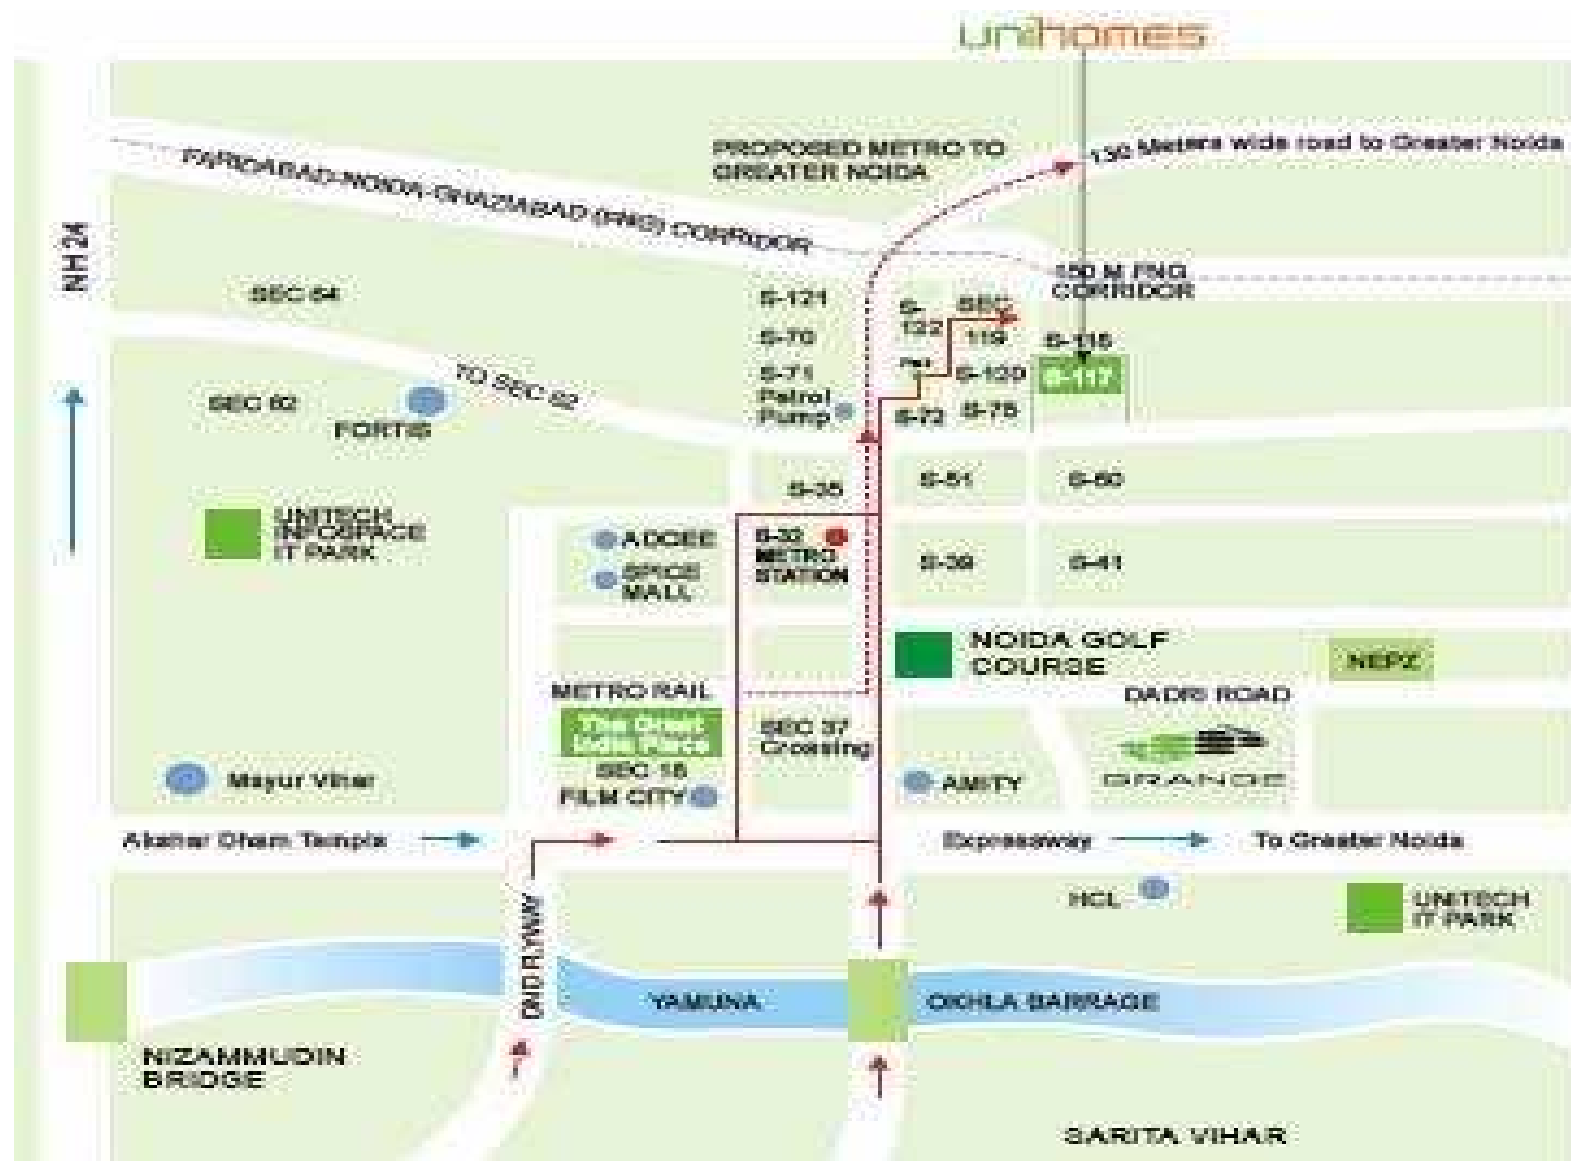 unihomes
PROPOSED METRO TO
GREATER NOIDA
130 Meters wide road to Greater Noida
FARIDABAD-NOIDA-GHAZIABAD (FNG) CORRIDOR
NH 24
150 M FNG
CORRIDOR
SEC 64
S-121
S-
122
SEC
119
S-70
S-71
S-120
S-117
Petrol
Pump
S-72
TO SEC 62
SEC 62
FORTIS
S-35
S-51
UNITECH
INFOSPACE
IT PARK
ADCEE
SPICE
MALL
S-32
METRO
STATION
S-39
S-41
NOIDA GOLF
COURSE
NEPZ
METRO RAIL
DADRI ROAD
The Great
India Place
SEC 37
Crossing
SEC 18
FILM CITY
GRANDE
AMITY
Mayur Vihar
Akshar Dham Temple
Expressway
To Greater Noida
HCL
UNITECH
IT PARK
DND FLYWAY
YAMUNA
OKHLA BARRAGE
NIZAMMUDIN
BRIDGE
SARITA VIHAR